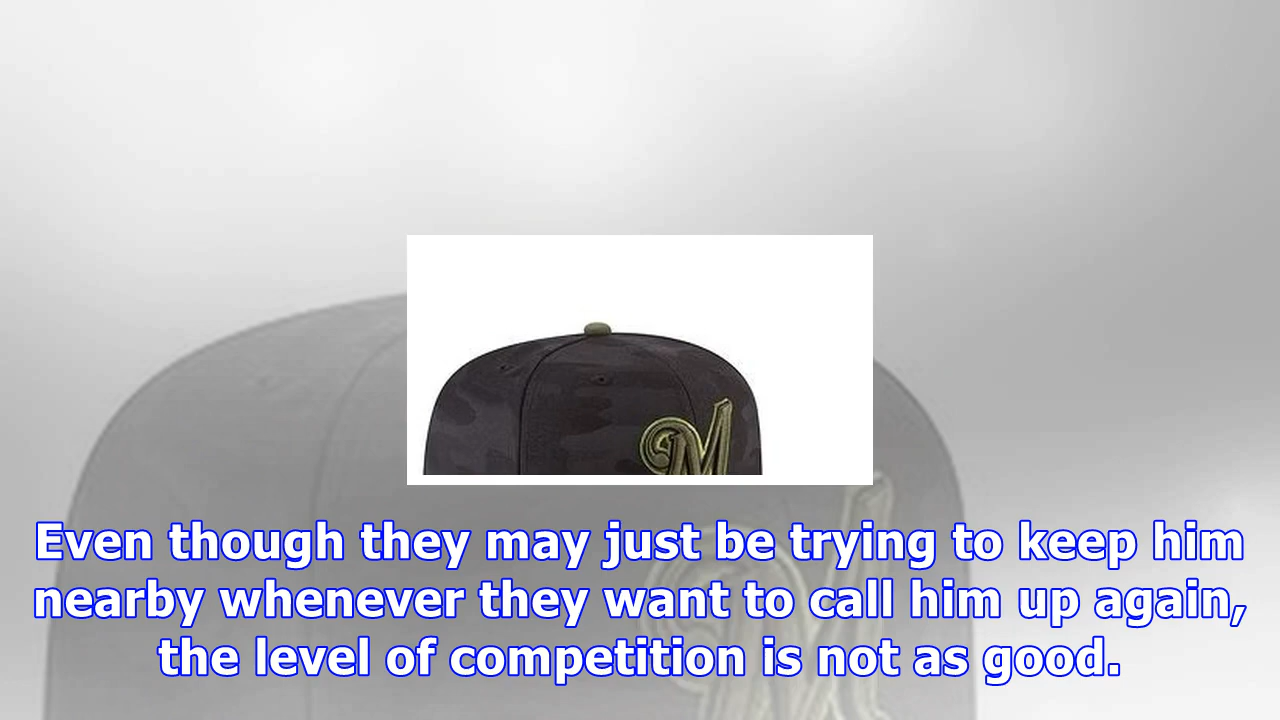 M
Even though they may just be trying to keep him
nearby whenever they want to call him up again,
the level of competition is not as good.